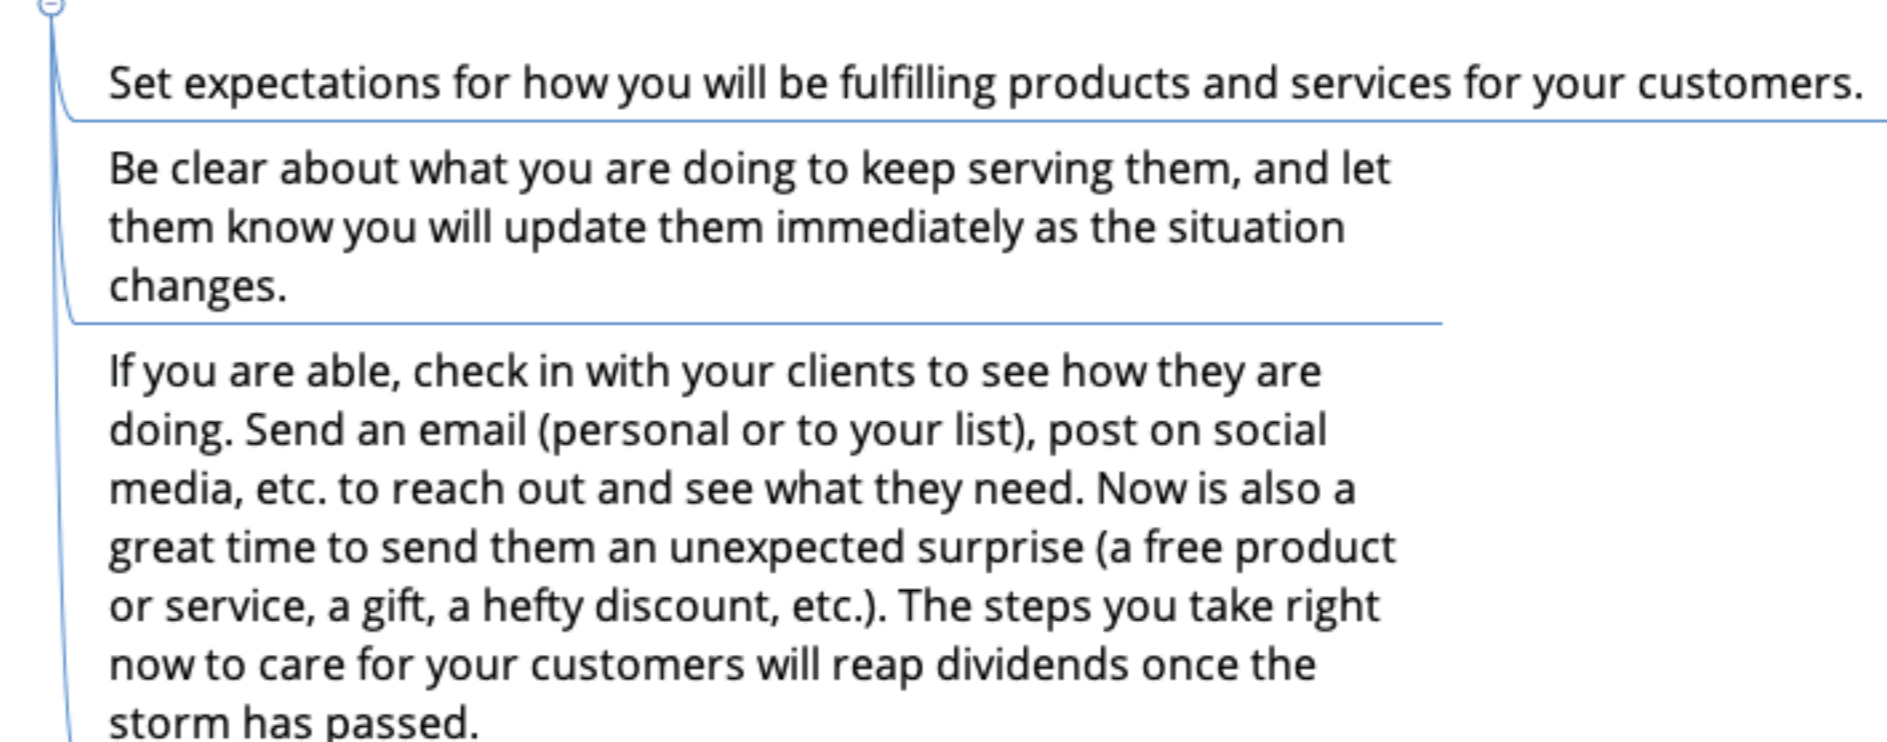 Set expectations for how you will be fulfilling products and services for your customers.
Be clear about what you are doing to keep serving them, and let
them know you will update them immediately as the situation
changes.
If you are able, check in with your clients to see how they are
doing. Send an email (personal or to your list), post on social
media, etc. to reach out and see what they need. Now is also a
great time to send them an unexpected surprise (a free product
or service, a gift, a hefty discount, etc.). The steps you take right
now to care for your customers will reap dividends once the
storm has passed.